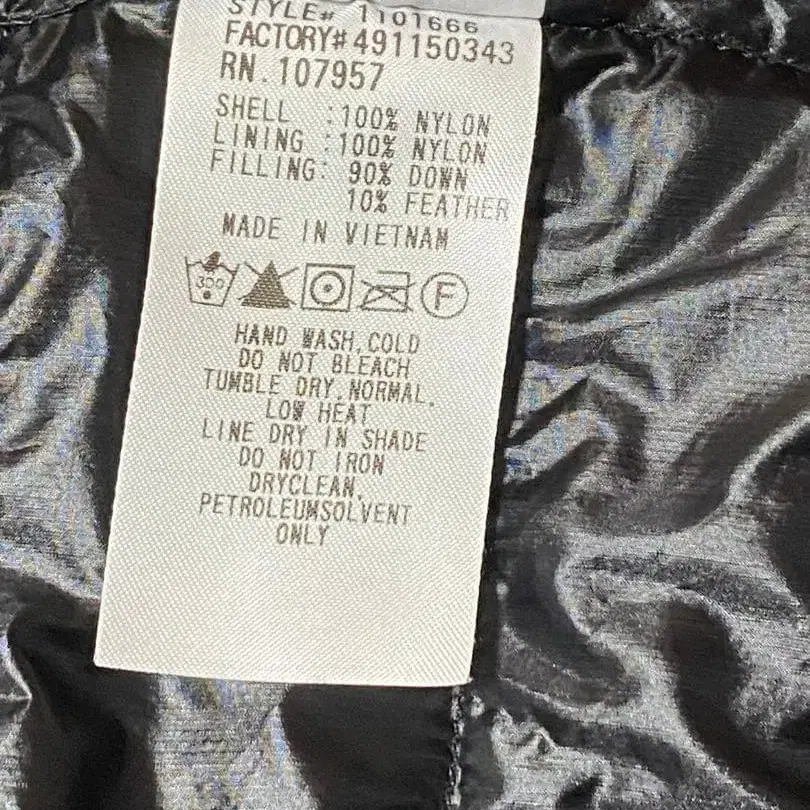 STYLE# 1101666
FACTORY# 491150343
RN. 107957
SHELL :100% NYLON
LINING :100% NYLON
FILLING: 90% DOWN
10% FEATHER
MADE IN VIETNAM
30° F
HAND WASH, COLD
DO NOT BLEACH
TUMBLE DRY, NORMAL.
LOW HEAT
LINE DRY IN SHADE
DO NOT IRON
DRYCLEAN,
PETROLEUMSOLVENT
ONLY